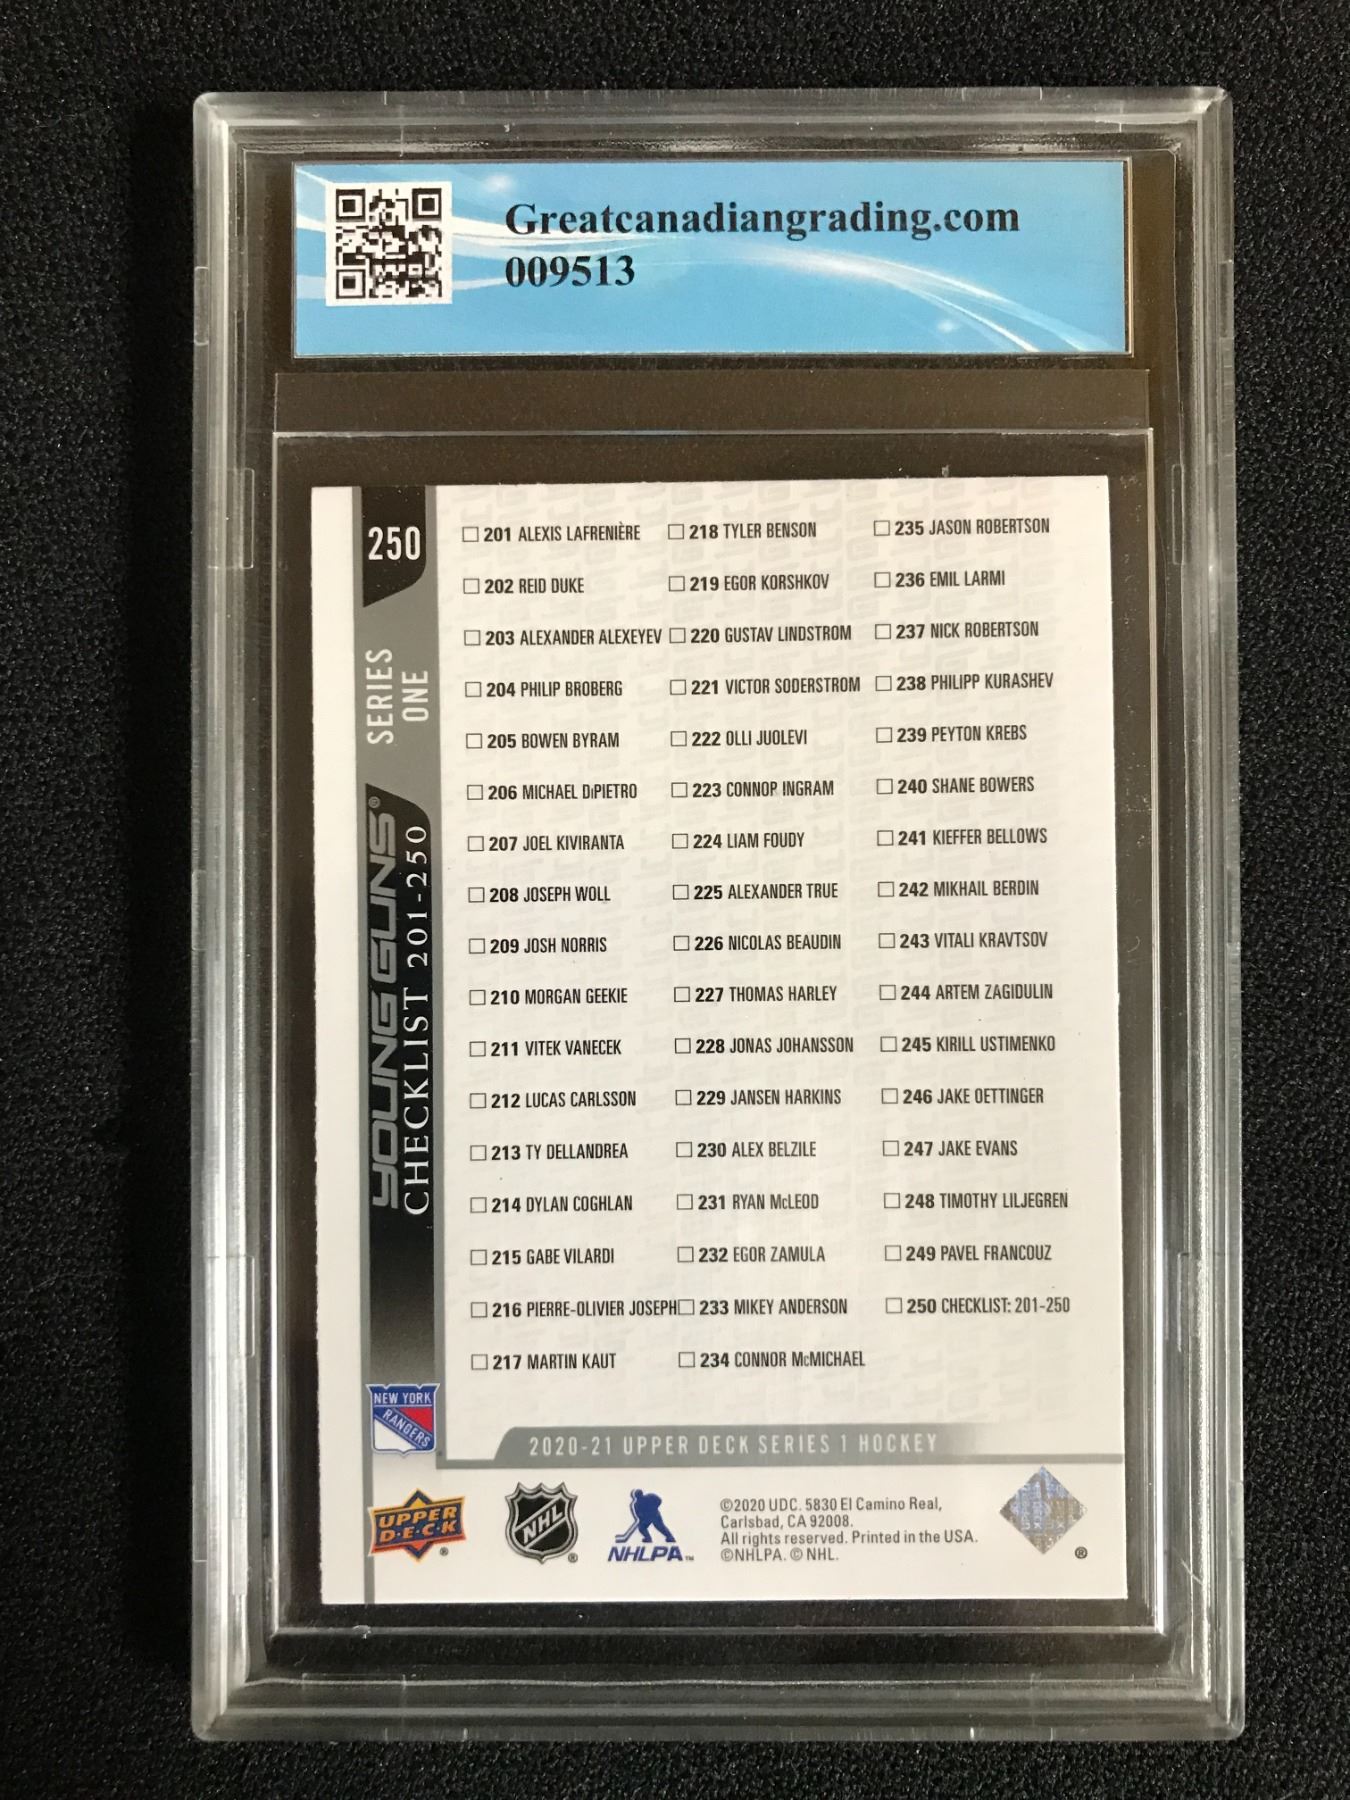 Greatcanadiangrading.com
009513
250
SERIES
ONE
YOUNG GUNS®
CHECKLIST 201-250
201 ALEXIS LAFRENIÈRE
202 REID DUKE
203 ALEXANDER ALEXEYEV
204 PHILIP BROBERG
205 BOWEN BYRAM
206 MICHAEL DiPIETRO
207 JOEL KIVIRANTA
208 JOSEPH WOLL
209 JOSH NORRIS
210 MORGAN GEEKIE
211 VITEK VANECEK
212 LUCAS CARLSSON
213 TY DELLANDREA
214 DYLAN COGHLAN
215 GABE VILARDI
216 PIERRE-OLIVIER JOSEPH
217 MARTIN KAUT
218 TYLER BENSON
219 EGOR KORSHKOV
220 GUSTAV LINDSTROM
221 VICTOR SODERSTROM
222 OLLI JUOLEVI
223 CONNOP INGRAM
224 LIAM FOUDY
225 ALEXANDER TRUE
226 NICOLAS BEAUDIN
227 THOMAS HARLEY
228 JONAS JOHANSSON
229 JANSEN HARKINS
230 ALEX BELZILE
231 RYAN McLEOD
232 EGOR ZAMULA
233 MIKEY ANDERSON
234 CONNOR McMICHAEL
235 JASON ROBERTSON
236 EMIL LARMI
237 NICK ROBERTSON
238 PHILIPP KURASHEV
239 PEYTON KREBS
240 SHANE BOWERS
241 KIEFFER BELLOWS
242 MIKHAIL BERDIN
243 VITALI KRAVTSOV
244 ARTEM ZAGIDULIN
245 KIRILL USTIMENKO
246 JAKE OETTINGER
247 JAKE EVANS
248 TIMOTHY LILJEGREN
249 PAVEL FRANCOUZ
250 CHECKLIST: 201-250
NEW YORK
RANGERS
2020-21 UPPER DECK SERIES 1 HOCKEY
UPPER
D·E·C·K ®
NHL ®
NHLPA™
©2020 UDC. 5830 El Camino Real,
Carlsbad, CA 92008.
All rights reserved. Printed in the USA.
©NHLPA. © NHL.
®